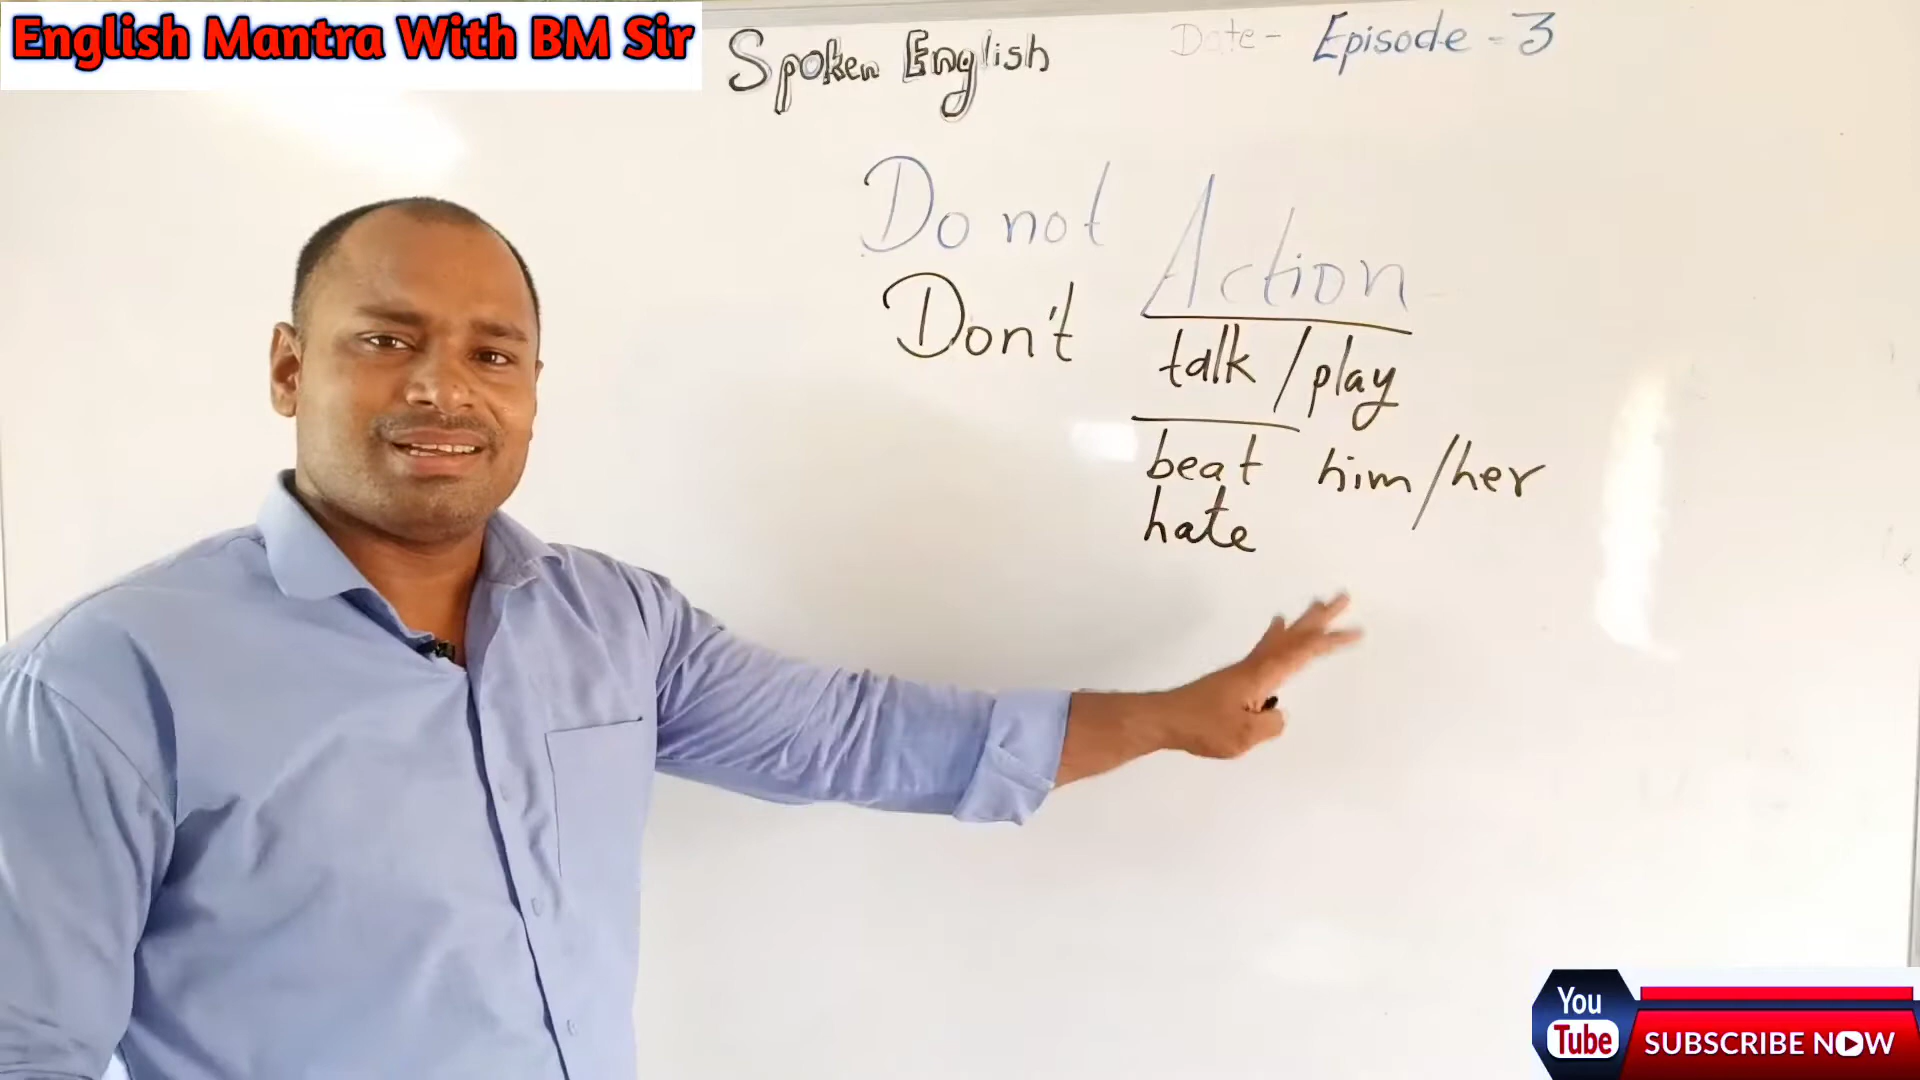 English Mantra With BM Sir
Spoken English
Date - Episode - 3
Do not Action
Don't talk / play
beat him / her
hate
You
Tube
SUBSCRIBE NOW